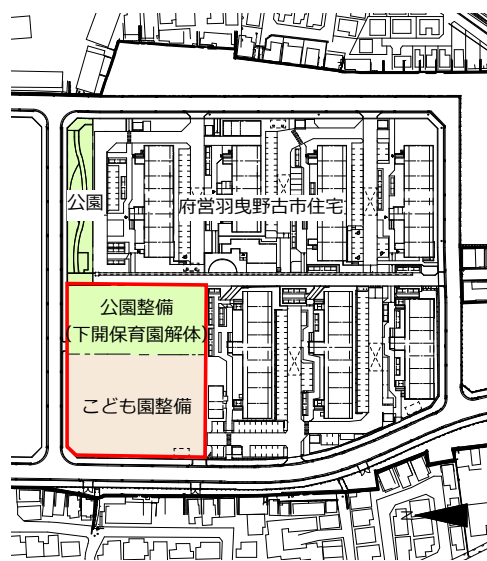 府営羽曳野古市住宅
公園
公園整備
(下開保育園解体)
こども園整備
N